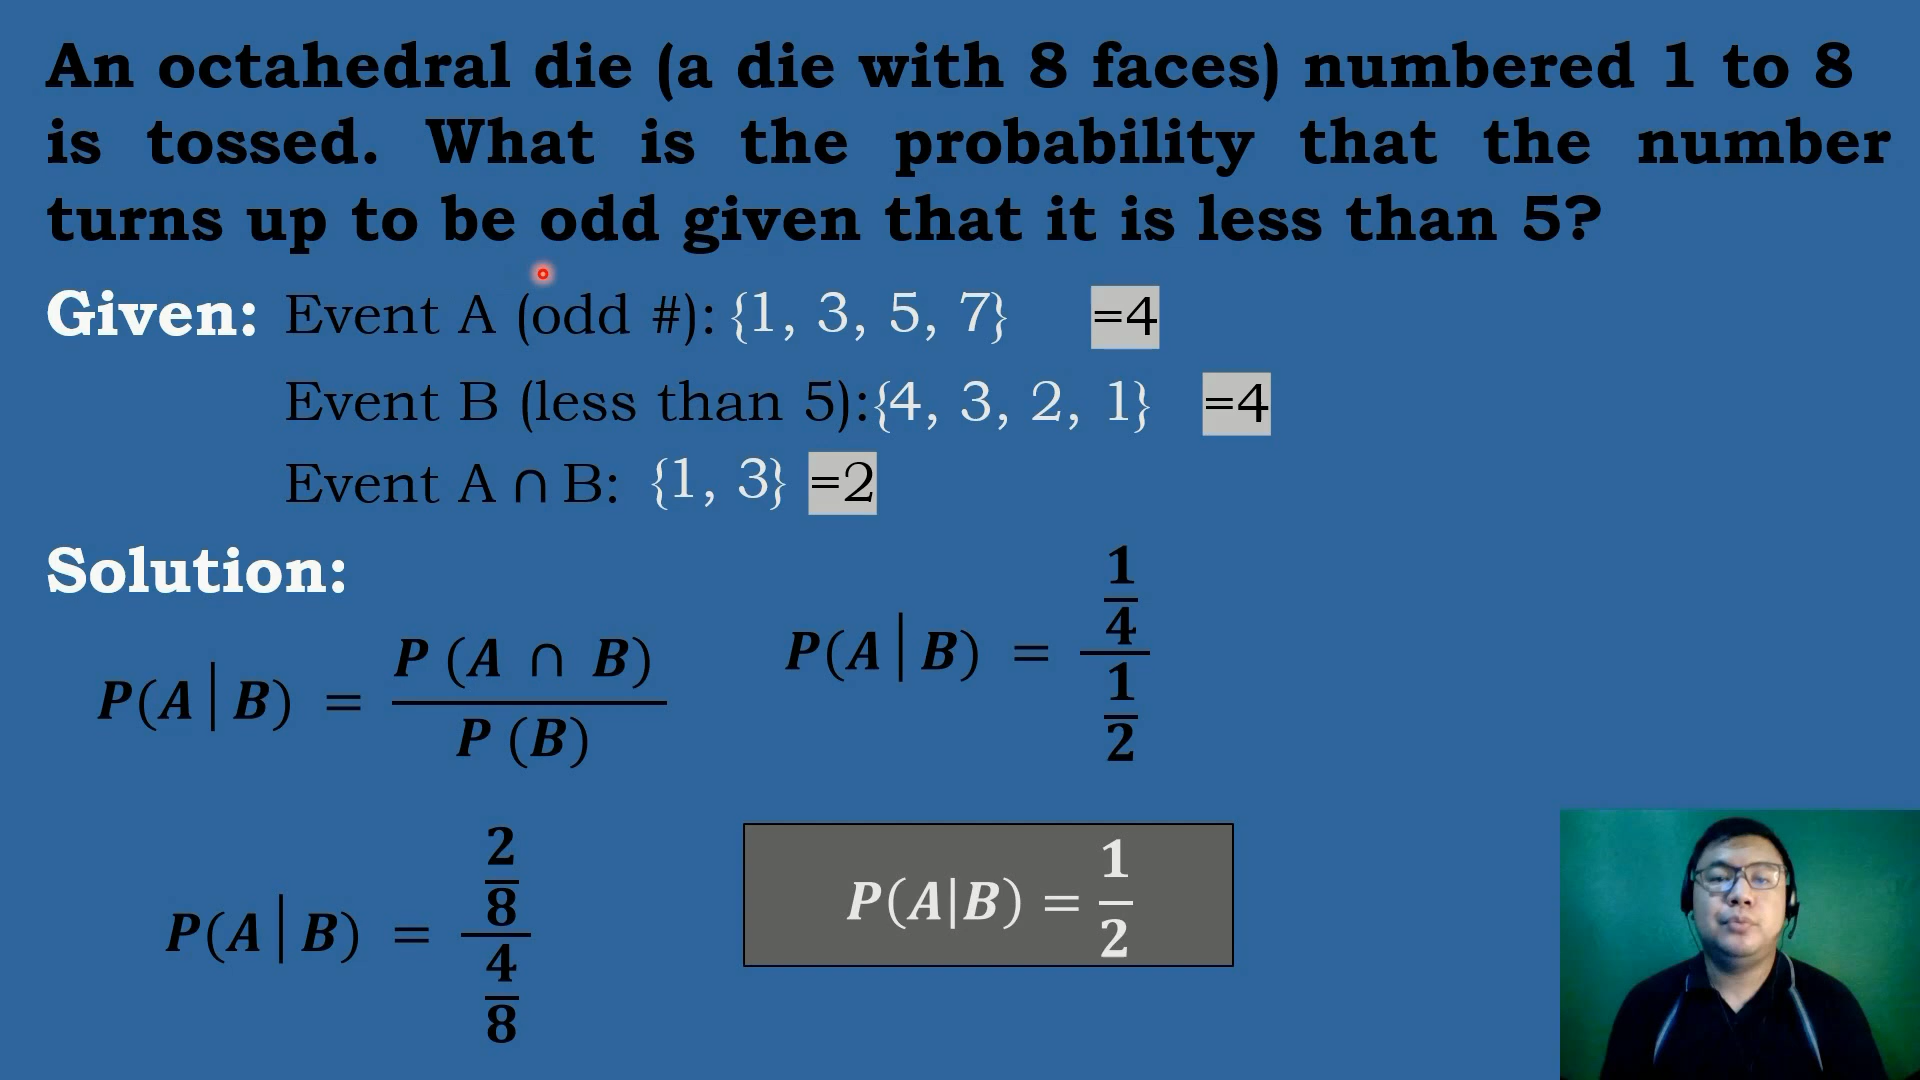 An octahedral die (a die with 8 faces) numbered 1 to 8
is tossed. What is the probability that the number
turns up to be odd given that it is less than 5?
Given: Event A (odd #): {1, 3, 5, 7} =4
Event B (less than 5):{4, 3, 2, 1} =4
Event A ∩ B: {1, 3} =2
Solution:
P(A|B) = P (A ∩ B) / P (B)
P(A|B) = 2/8 / 4/8
P(A|B) = 1/4 / 1/2
P(A|B) = 1/2